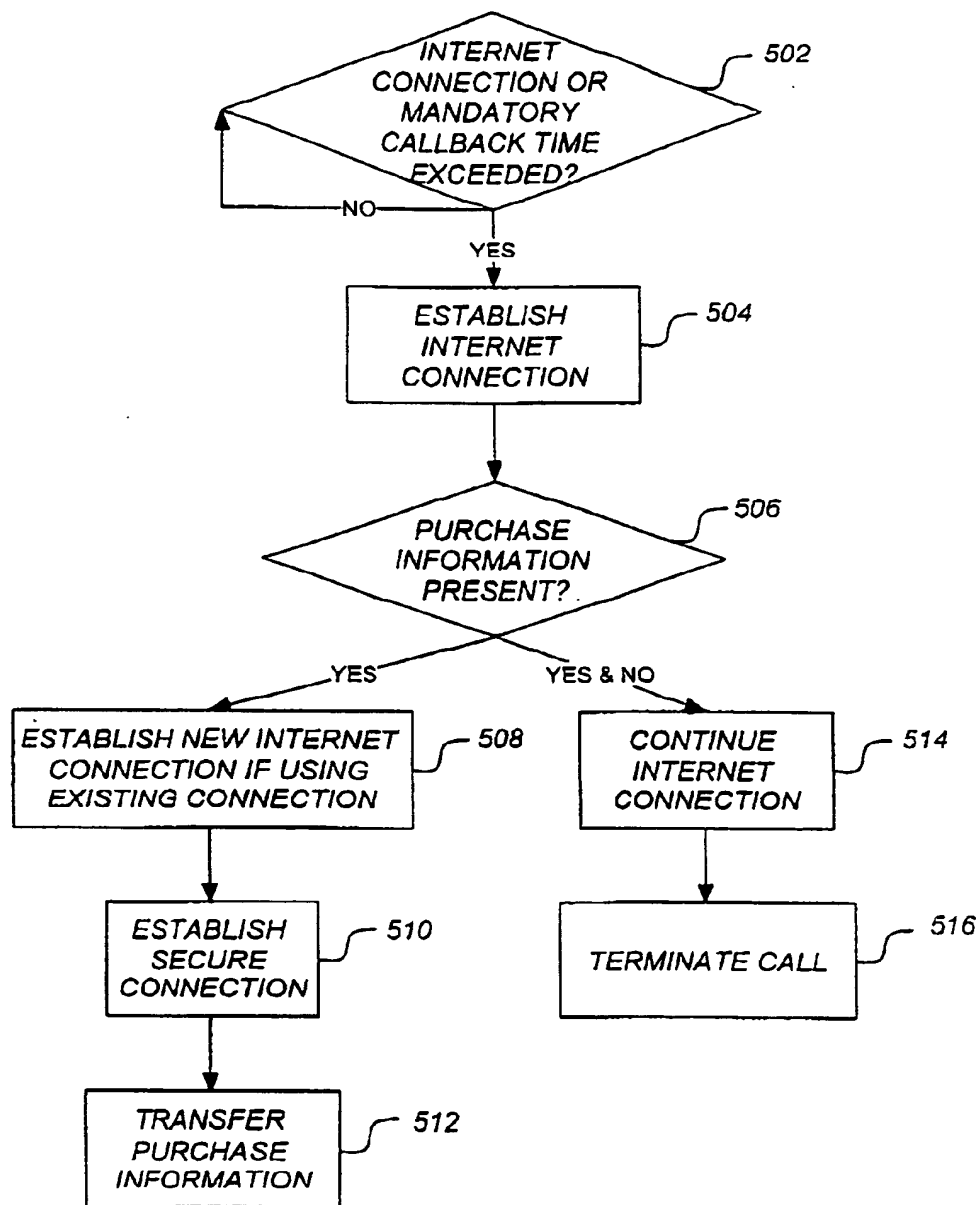 INTERNET
CONNECTION OR
MANDATORY
CALLBACK TIME
EXCEEDED?
502
NO
YES
ESTABLISH
INTERNET
CONNECTION
504
PURCHASE
INFORMATION
PRESENT?
506
YES
YES & NO
ESTABLISH NEW INTERNET
CONNECTION IF USING
EXISTING CONNECTION
508
CONTINUE
INTERNET
CONNECTION
514
ESTABLISH
SECURE
CONNECTION
510
TERMINATE CALL
516
TRANSFER
PURCHASE
INFORMATION
512